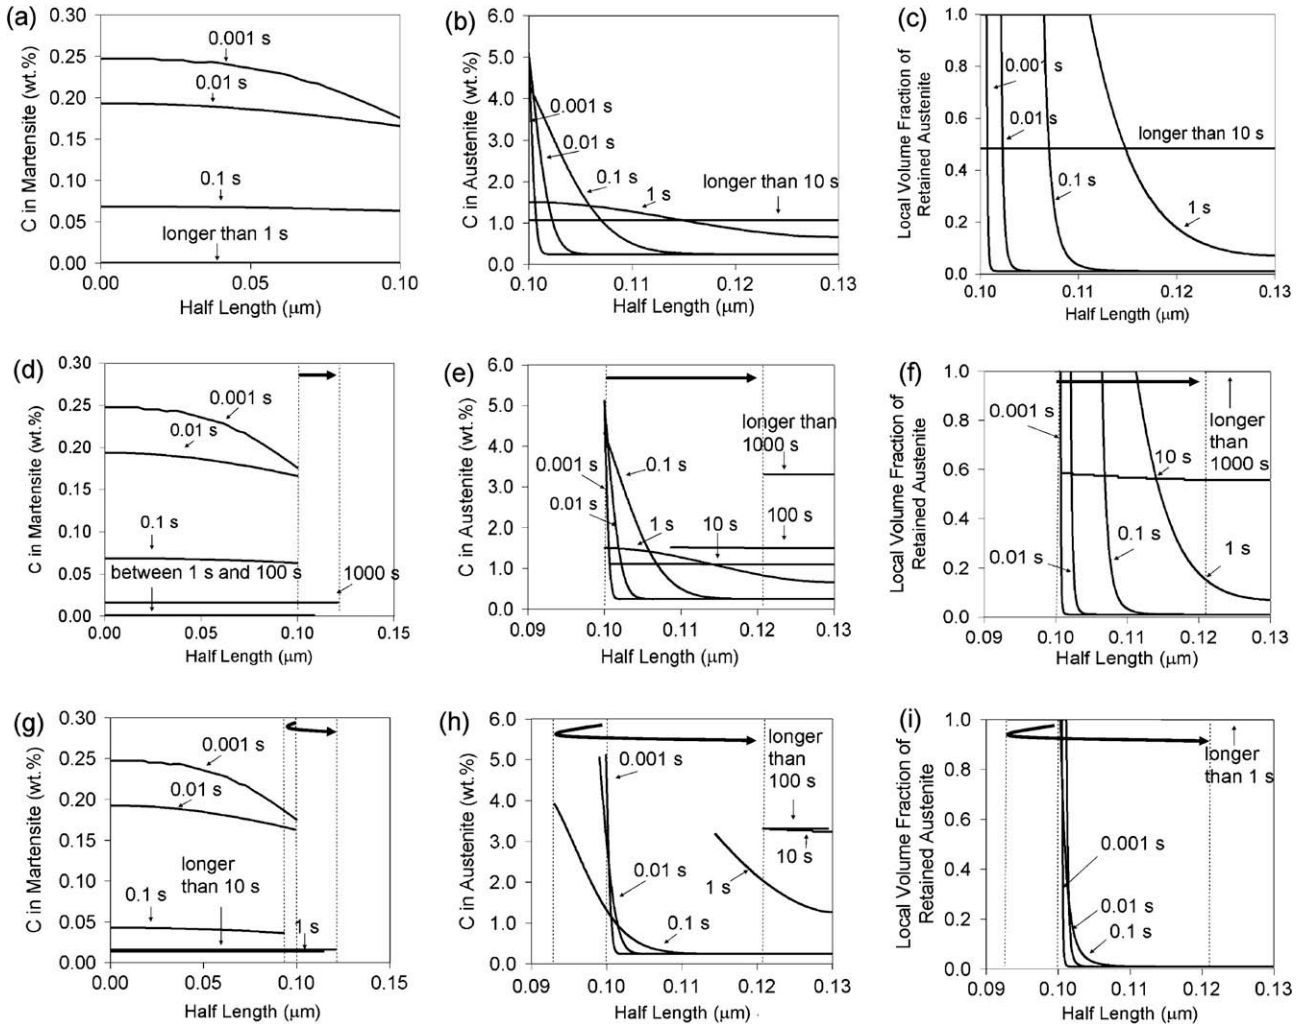 (a)
0.30
0.25
0.20
0.15
0.10
0.05
0.00
C in Martensite (wt.%)
0.001 s
0.01 s
0.1 s
longer than 1 s
0.00
0.05
0.10
Half Length (μm)
(b)
6.0
5.0
4.0
3.0
2.0
1.0
0.0
C in Austenite (wt.%)
0.001 s
0.01 s
0.1 s
1 s
longer than 10 s
0.10
0.11
0.12
0.13
Half Length (μm)
(c)
1.0
0.8
0.6
0.4
0.2
0.0
Local Volume Fraction of
Retained Austenite
0.001 s
0.01 s
longer than 10 s
0.1 s
1 s
0.10
0.11
0.12
0.13
Half Length (μm)
(d)
0.30
0.25
0.20
0.15
0.10
0.05
0.00
C in Martensite (wt.%)
0.001 s
0.01 s
0.1 s
between 1 s and 100 s
1000 s
0.00
0.05
0.10
0.15
Half Length (μm)
(e)
6.0
5.0
4.0
3.0
2.0
1.0
0.0
C in Austenite (wt.%)
longer than
1000 s
0.001 s
0.1 s
0.01 s
1 s
10 s
100 s
0.09
0.10
0.11
0.12
0.13
Half Length (μm)
(f)
1.0
0.8
0.6
0.4
0.2
0.0
Local Volume Fraction of
Retained Austenite
0.001 s
longer
than
1000 s
10 s
0.01 s
0.1 s
1 s
0.09
0.10
0.11
0.12
0.13
Half Length (μm)
(g)
0.30
0.25
0.20
0.15
0.10
0.05
0.00
C in Martensite (wt.%)
0.001 s
0.01 s
longer
than 10 s
0.1 s
1 s
0.00
0.05
0.10
0.15
Half Length (μm)
(h)
6.0
5.0
4.0
3.0
2.0
1.0
0.0
C in Austenite (wt.%)
0.001 s
longer
than
100 s
10 s
0.01 s
1 s
0.1 s
0.09
0.10
0.11
0.12
0.13
Half Length (μm)
(i)
1.0
0.8
0.6
0.4
0.2
0.0
Local Volume Fraction of
Retained Austenite
longer
than 1 s
0.001 s
0.01 s
0.1 s
0.09
0.10
0.11
0.12
0.13
Half Length (μm)